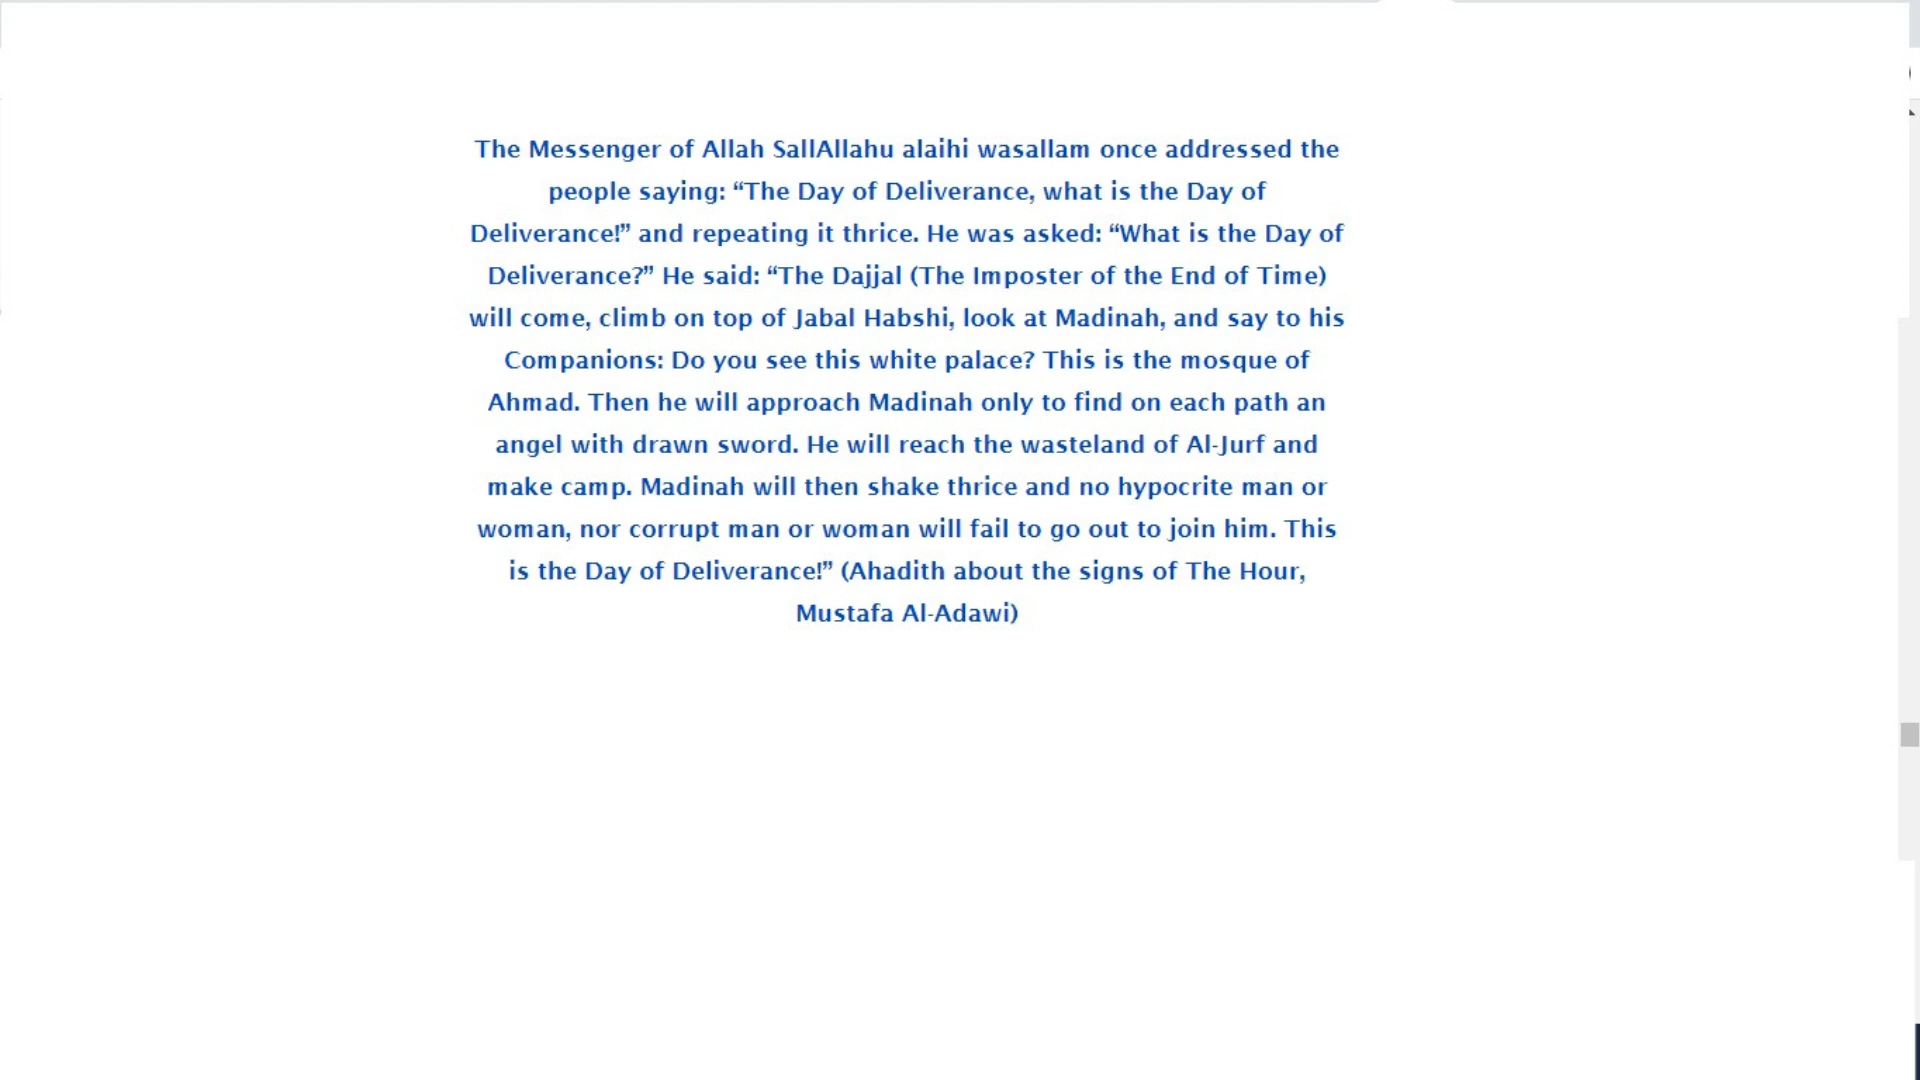 The Messenger of Allah SallAllahu alaihi wasallam once addressed the
people saying: “The Day of Deliverance, what is the Day of
Deliverance!” and repeating it thrice. He was asked: “What is the Day of
Deliverance?” He said: “The Dajjal (The Imposter of the End of Time)
will come, climb on top of Jabal Habshi, look at Madinah, and say to his
Companions: Do you see this white palace? This is the mosque of
Ahmad. Then he will approach Madinah only to find on each path an
angel with drawn sword. He will reach the wasteland of Al-Jurf and
make camp. Madinah will then shake thrice and no hypocrite man or
woman, nor corrupt man or woman will fail to go out to join him. This
is the Day of Deliverance!” (Ahadith about the signs of The Hour,
Mustafa Al-Adawi)